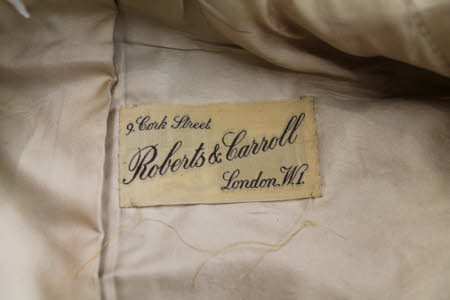 9. Cork Street
Roberts & Carroll
London. W.1.